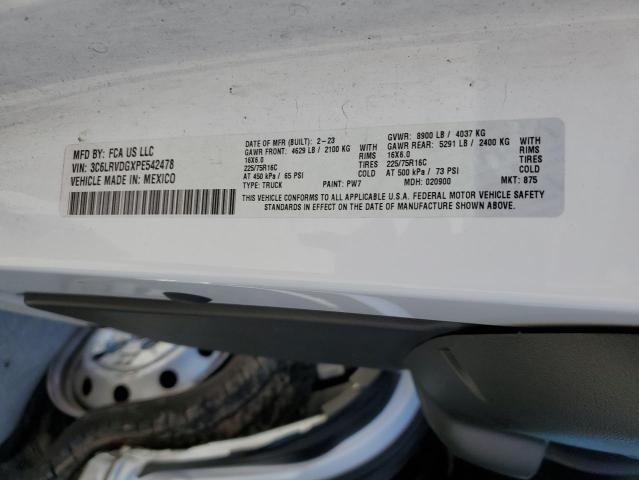 MFD BY: FCA US LLC
VIN: 3C6LRVDGXPE542478
VEHICLE MADE IN: MEXICO
DATE OF MFR (BUILT): 2-23
GAWR FRONT: 4629 LB / 2100 KG WITH
16X6.0 RIMS
225/75R16C TIRES
AT 450 kPa / 65 PSI COLD
TYPE: TRUCK PAINT: PW7
GVWR: 8900 LB / 4037 KG
GAWR REAR: 5291 LB / 2400 KG WITH
16X6.0 RIMS
225/75R16C TIRES
AT 500 kPa / 73 PSI COLD
MDH: 020900 MKT: 875
THIS VEHICLE CONFORMS TO ALL APPLICABLE U.S.A. FEDERAL MOTOR VEHICLE SAFETY
STANDARDS IN EFFECT ON THE DATE OF MANUFACTURE SHOWN ABOVE.